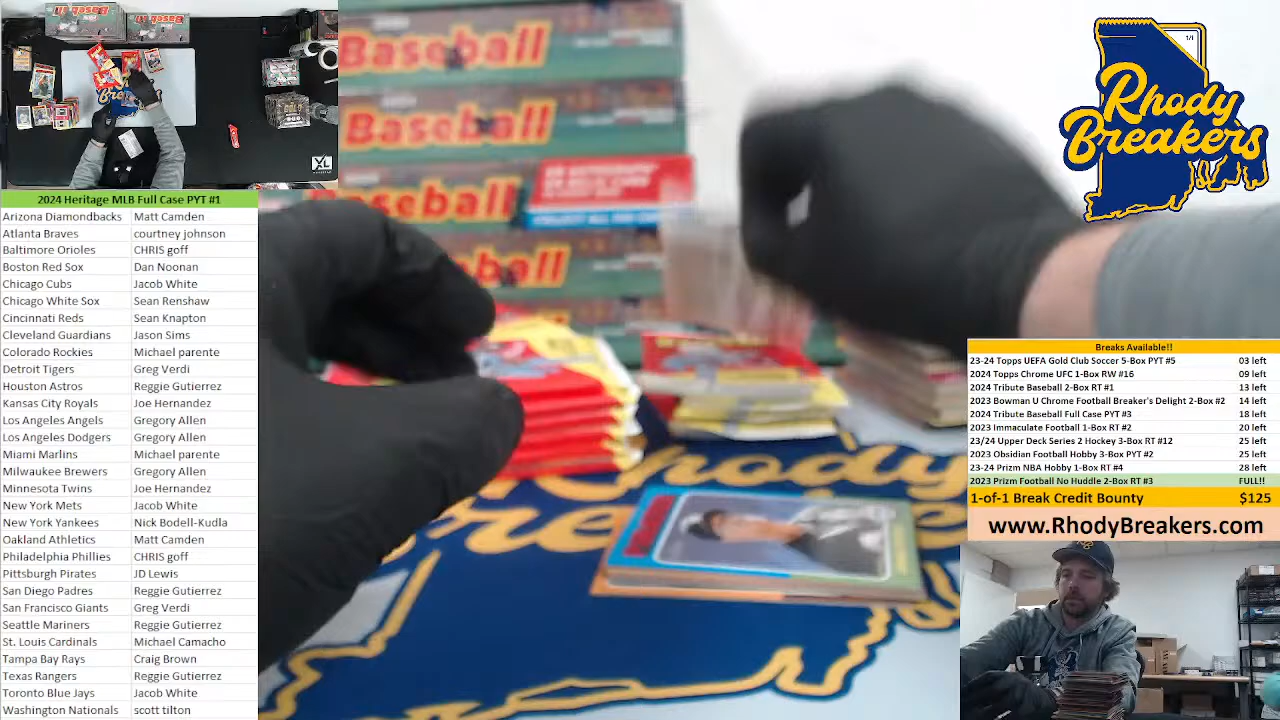 Baseball
Baseball
Baseball
Baseball
XL
1/1
Rhody
Breakers
2024 Heritage MLB Full Case PYT #1
Arizona Diamondbacks Matt Camden
Atlanta Braves courtney johnson
Baltimore Orioles CHRIS goff
Boston Red Sox Dan Noonan
Chicago Cubs Jacob White
Chicago White Sox Sean Renshaw
Cincinnati Reds Sean Knapton
Cleveland Guardians Jason Sims
Colorado Rockies Michael parente
Detroit Tigers Greg Verdi
Houston Astros Reggie Gutierrez
Kansas City Royals Joe Hernandez
Los Angeles Angels Gregory Allen
Los Angeles Dodgers Gregory Allen
Miami Marlins Michael parente
Milwaukee Brewers Gregory Allen
Minnesota Twins Joe Hernandez
New York Mets Jacob White
New York Yankees Nick Bodell-Kudla
Oakland Athletics Matt Camden
Philadelphia Phillies CHRIS goff
Pittsburgh Pirates JD Lewis
San Diego Padres Reggie Gutierrez
San Francisco Giants Greg Verdi
Seattle Mariners Reggie Gutierrez
St. Louis Cardinals Michael Camacho
Tampa Bay Rays Craig Brown
Texas Rangers Reggie Gutierrez
Toronto Blue Jays Jacob White
Washington Nationals scott tilton
Breaks Available!!
23-24 Topps UEFA Gold Club Soccer 5-Box PYT #5 03 left
2024 Topps Chrome UFC 1-Box RW #16 09 left
2024 Tribute Baseball 2-Box RT #1 13 left
2023 Bowman U Chrome Football Breaker's Delight 2-Box #2 14 left
2024 Tribute Baseball Full Case PYT #3 18 left
2023 Immaculate Football 1-Box RT #2 20 left
23/24 Upper Deck Series 2 Hockey 3-Box RT #12 25 left
2023 Obsidian Football Hobby 3-Box PYT #2 25 left
23-24 Prizm NBA Hobby 1-Box RT #4 28 left
2023 Prizm Football No Huddle 2-Box RT #3 FULL!!
1-of-1 Break Credit Bounty $125
www.RhodyBreakers.com